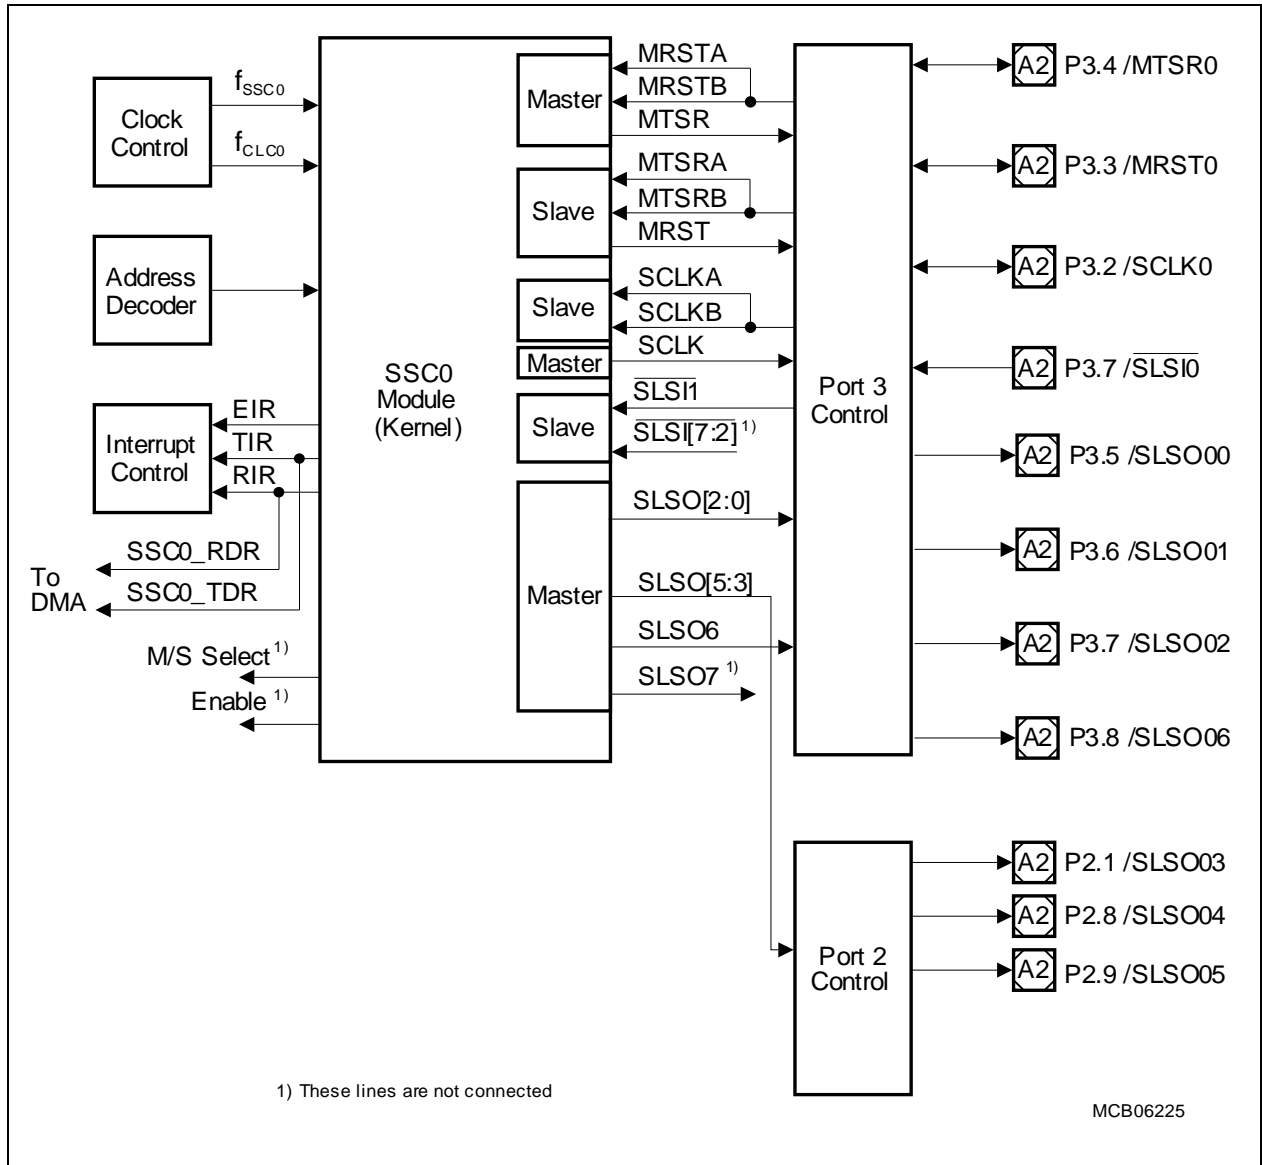 Clock
Control
fSSC0
fCLC0
Address
Decoder
Interrupt
Control
EIR
TIR
RIR
SSC0_RDR
SSC0_TDR
To
DMA
M/S Select 1)
Enable 1)
SSC0
Module
(Kernel)
Master
Slave
Slave
Master
Slave
Master
MRSTA
MRSTB
MTSR
MTSRA
MTSRB
MRST
SCLKA
SCLKB
SCLK
SLSI1
SLSI[7:2] 1)
SLSO[2:0]
SLSO[5:3]
SLSO6
SLSO7 1)
Port 3
Control
A2 P3.4 /MTSR0
A2 P3.3 /MRST0
A2 P3.2 /SCLK0
A2 P3.7 /SLSI0
A2 P3.5 /SLSO00
A2 P3.6 /SLSO01
A2 P3.7 /SLSO02
A2 P3.8 /SLSO06
Port 2
Control
A2 P2.1 /SLSO03
A2 P2.8 /SLSO04
A2 P2.9 /SLSO05
1) These lines are not connected
MCB06225